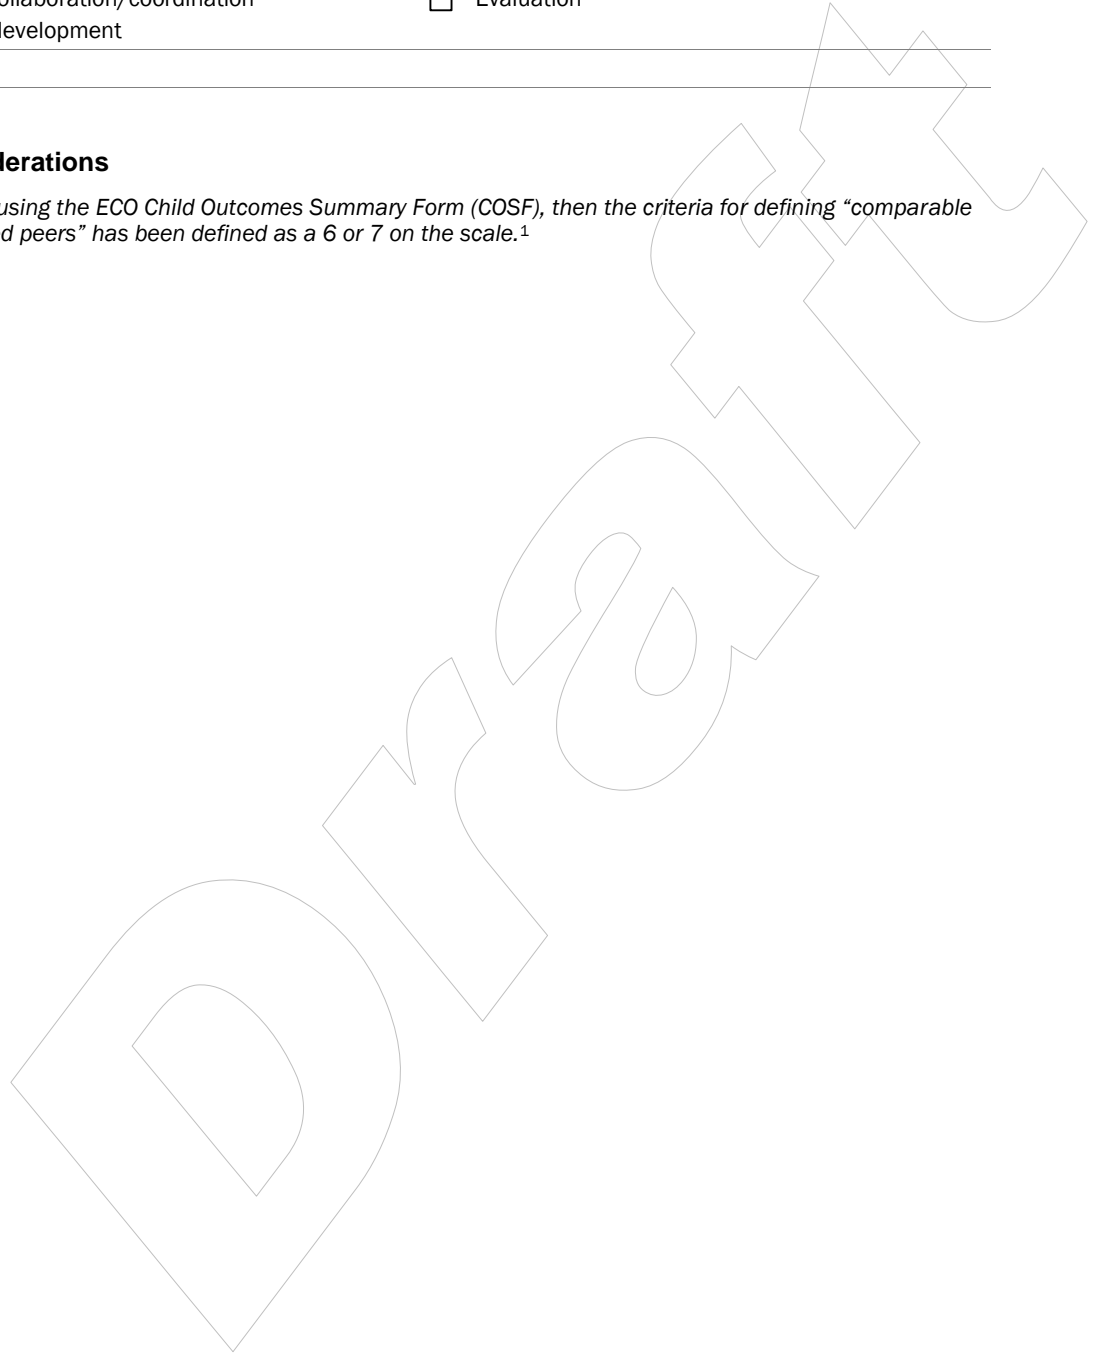 ollaboration/coordination ☐ Evaluation
development
derations
using the ECO Child Outcomes Summary Form (COSF), then the criteria for defining “comparable
d peers” has been defined as a 6 or 7 on the scale.1
Draft